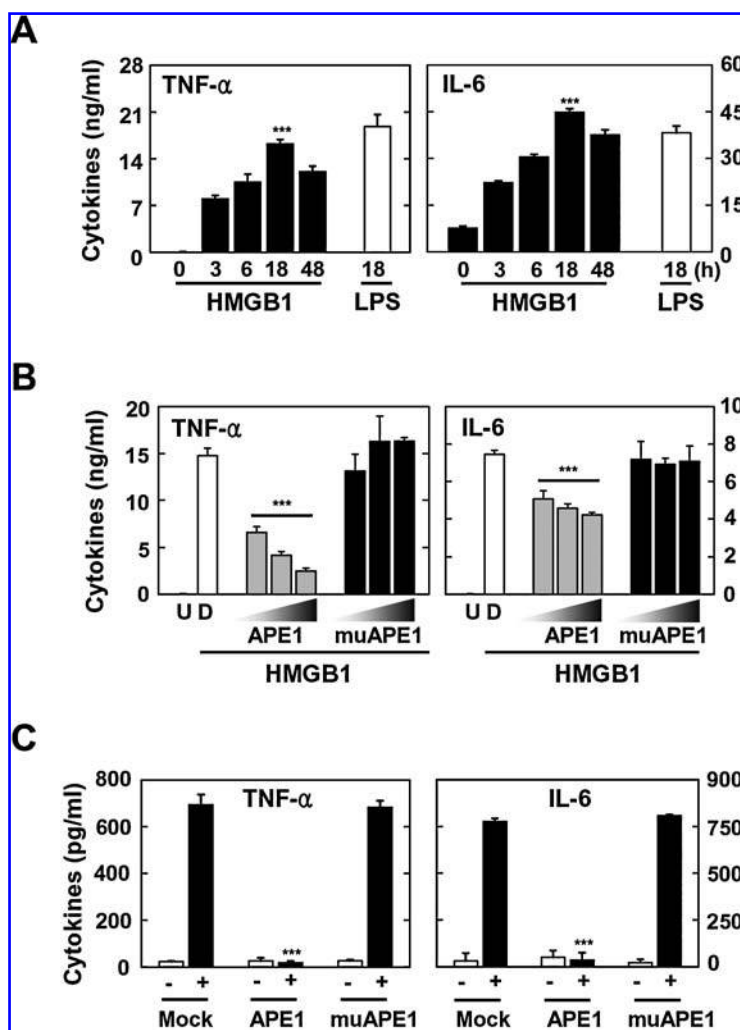 A
Cytokines (ng/ml)
28
21
14
7
0
TNF-α
***
0 3 6 18 48 18
HMGB1 LPS
IL-6
***
60
45
30
15
0
0 3 6 18 48 18 (h)
HMGB1 LPS
B
Cytokines (ng/ml)
20
15
10
5
0
TNF-α
***
U D
APE1 muAPE1
HMGB1
IL-6
***
10
8
6
4
2
0
U D
APE1 muAPE1
HMGB1
C
Cytokines (pg/ml)
800
600
400
200
0
TNF-α
***
- + - + - +
Mock APE1 muAPE1
IL-6
***
900
750
500
250
0
- + - + - +
Mock APE1 muAPE1